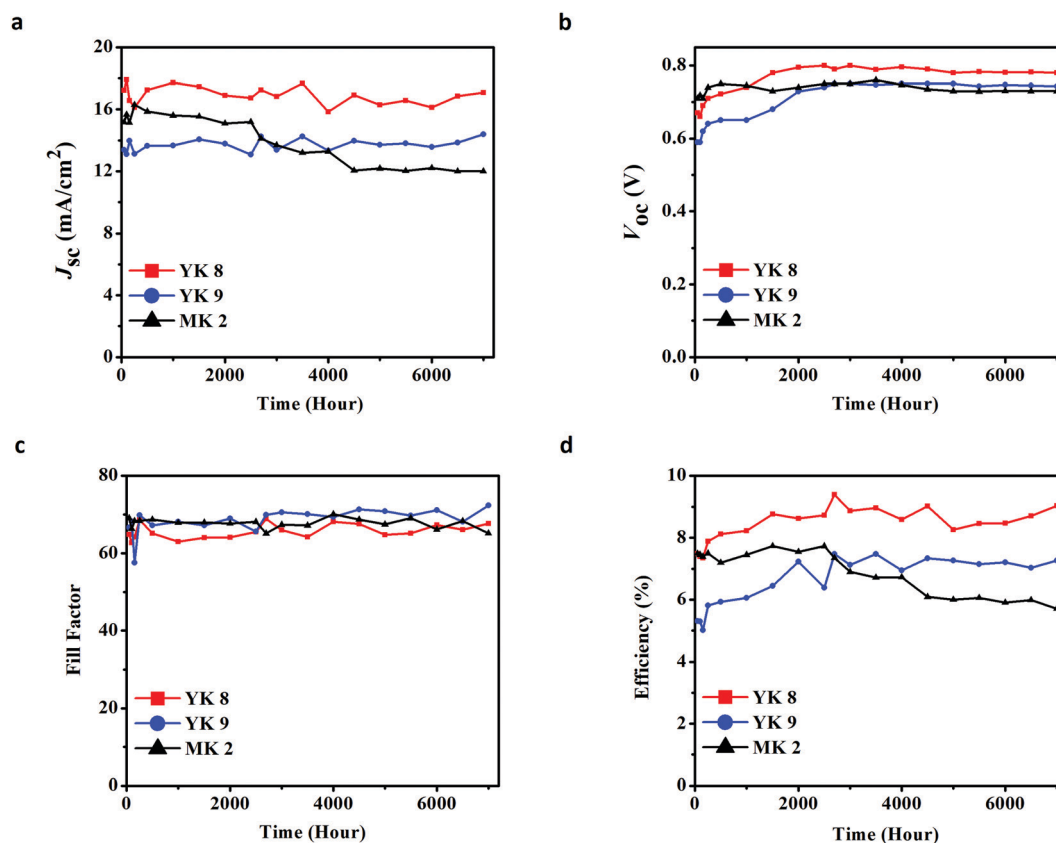 a
20
16
12
8
4
0
Jsc (mA/cm²)
YK 8
YK 9
MK 2
0 2000 4000 6000
Time (Hour)
b
0.8
0.6
0.4
0.2
0.0
Voc (V)
YK 8
YK 9
MK 2
0 2000 4000 6000
Time (Hour)
c
80
60
40
20
0
Fill Factor
YK 8
YK 9
MK 2
0 2000 4000 6000
Time (Hour)
d
10
8
6
4
2
0
Efficiency (%)
YK 8
YK 9
MK 2
0 2000 4000 6000
Time (Hour)